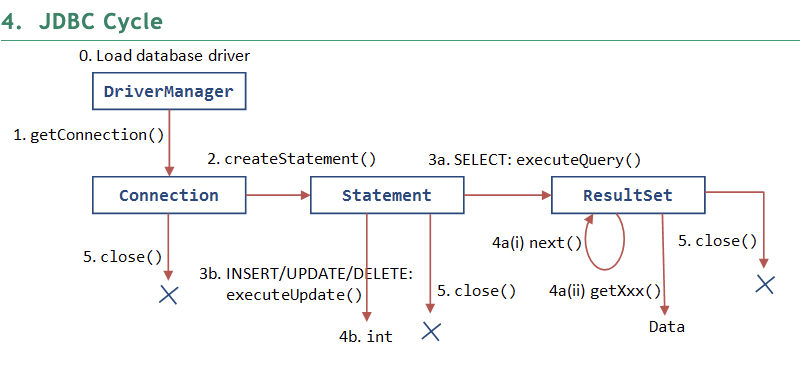 4. JDBC Cycle
0. Load database driver
DriverManager
1. getConnection()
2. createStatement()
3a. SELECT: executeQuery()
Connection
Statement
ResultSet
4a(i) next()
5. close()
5. close()
3b. INSERT/UPDATE/DELETE:
executeUpdate()
5. close()
4a(ii) getXxx()
Data
4b. int